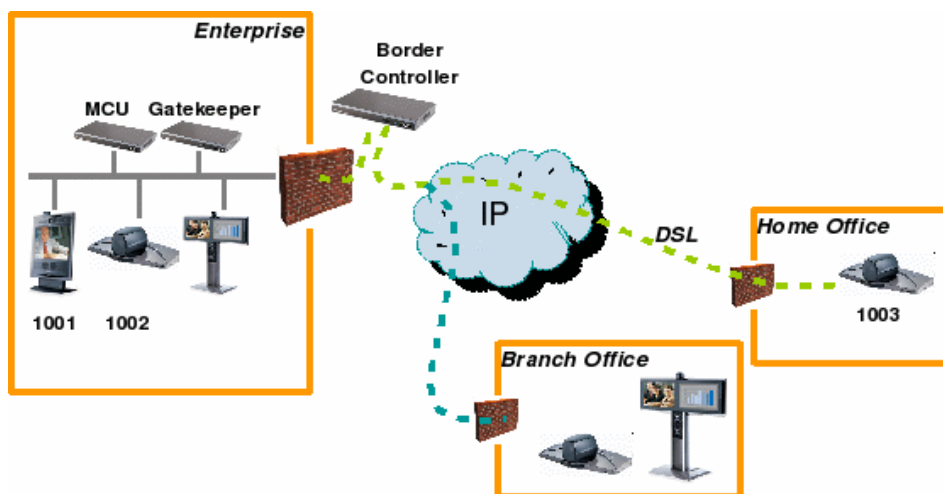 Enterprise
Border
Controller
MCU Gatekeeper
IP
DSL
Home Office
1001 1002
1003
Branch Office